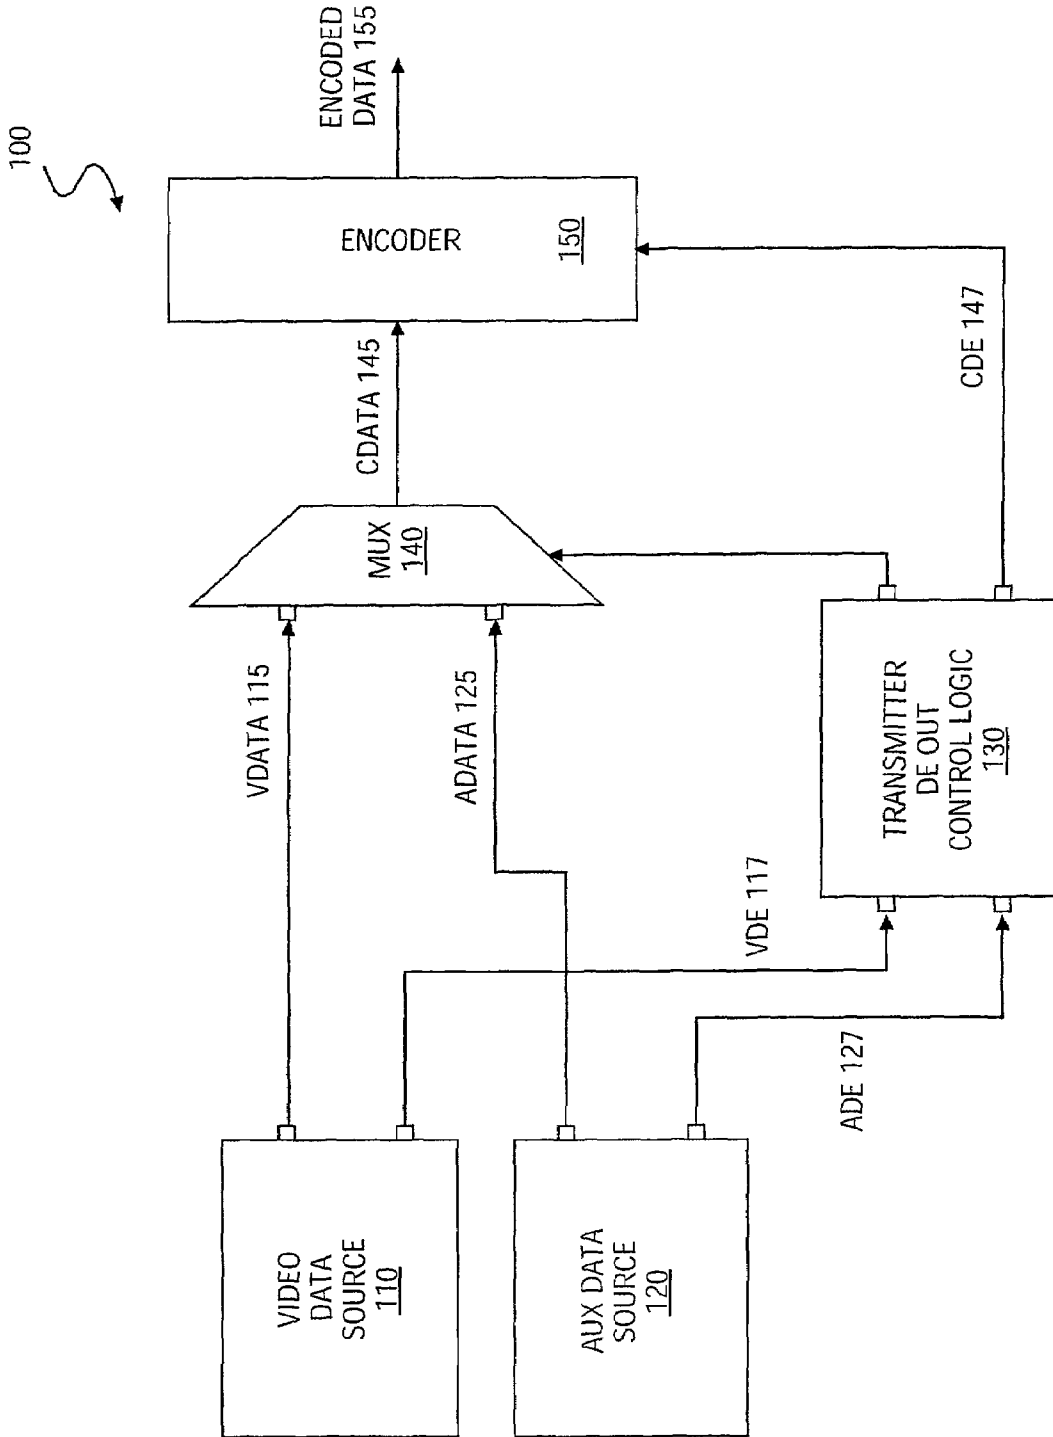 100
VIDEO
DATA
SOURCE
110
AUX DATA
SOURCE
120
VDATA 115
ADATA 125
VDE 117
ADE 127
MUX
140
TRANSMITTER
DE OUT
CONTROL LOGIC
130
CDATA 145
CDE 147
ENCODER
150
ENCODED
DATA 155